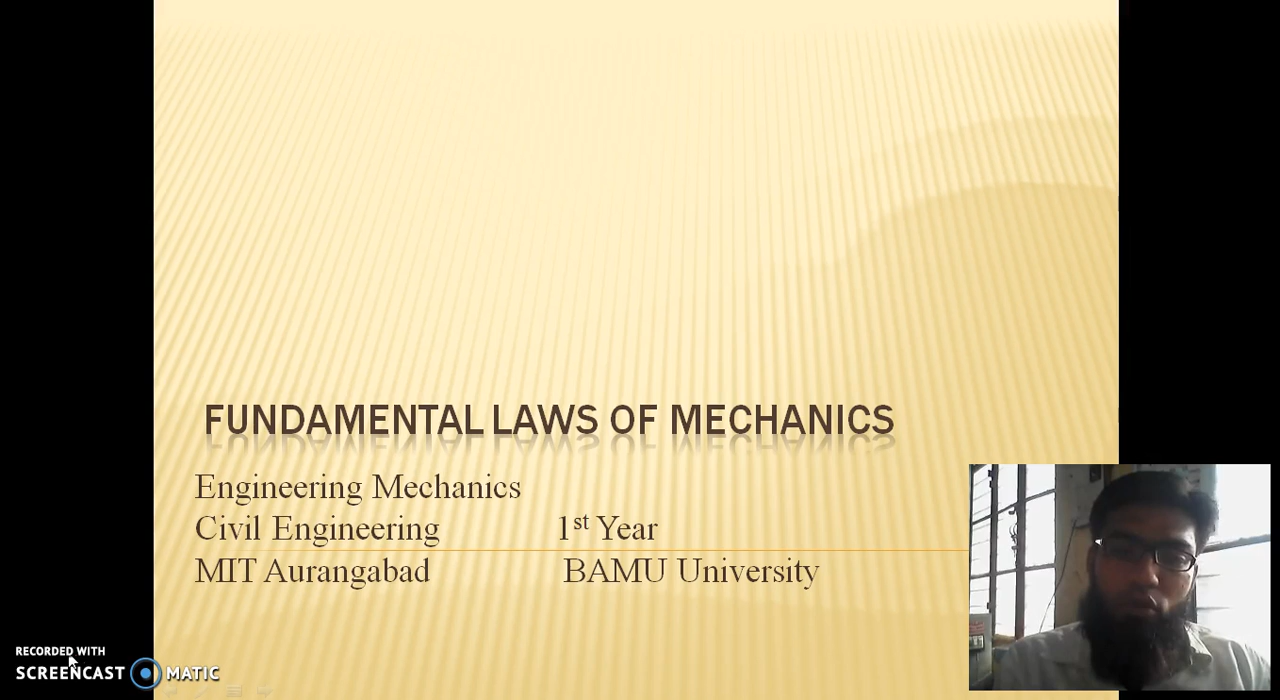 FUNDAMENTAL LAWS OF MECHANICS
Engineering Mechanics
Civil Engineering 1st Year
MIT Aurangabad BAMU University
RECORDED WITH
SCREENCAST MATIC